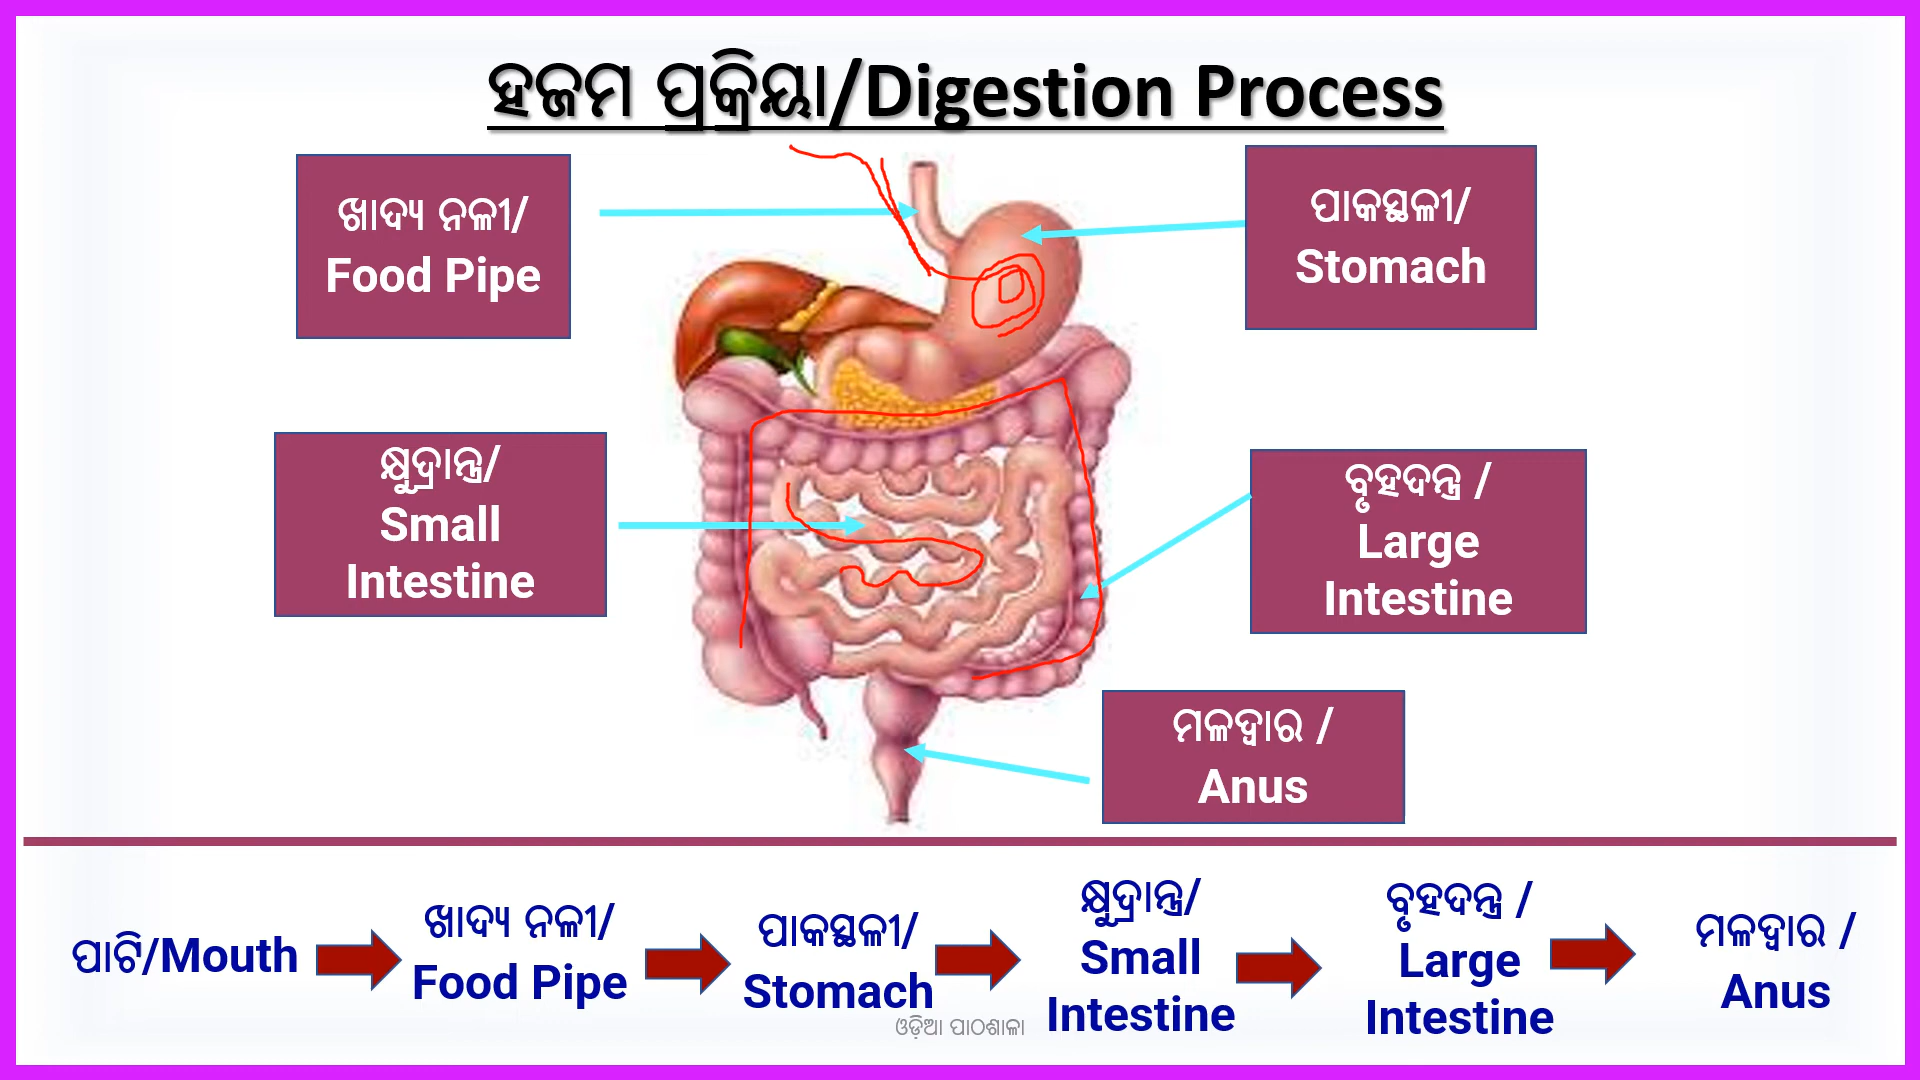 ହଜମ ପ୍ରକ୍ରିୟା/Digestion Process
ଖାଦ୍ୟ ନଳୀ/
Food Pipe
ପାକସ୍ଥଳୀ/
Stomach
କ୍ଷୁଦ୍ରାନ୍ତ୍ର/
Small
Intestine
ବୃହଦନ୍ତ୍ର /
Large
Intestine
ମଳଦ୍ୱାର /
Anus
ପାଟି/Mouth
ଖାଦ୍ୟ ନଳୀ/
Food Pipe
ପାକସ୍ଥଳୀ/
Stomach
କ୍ଷୁଦ୍ରାନ୍ତ୍ର/
Small
Intestine
ବୃହଦନ୍ତ୍ର /
Large
Intestine
ମଳଦ୍ୱାର /
Anus
ଓଡ଼ିଆ ପାଠଶାଳା